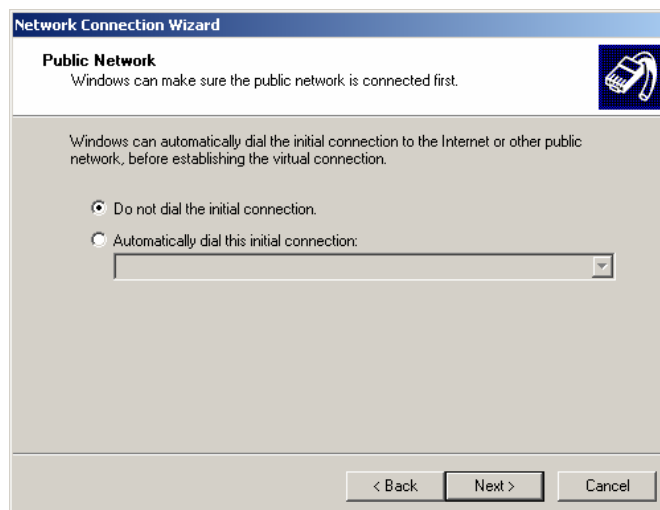 Network Connection Wizard
Public Network
Windows can make sure the public network is connected first.
Windows can automatically dial the initial connection to the Internet or other public
network, before establishing the virtual connection.
Do not dial the initial connection.
Automatically dial this initial connection:
< Back
Next >
Cancel